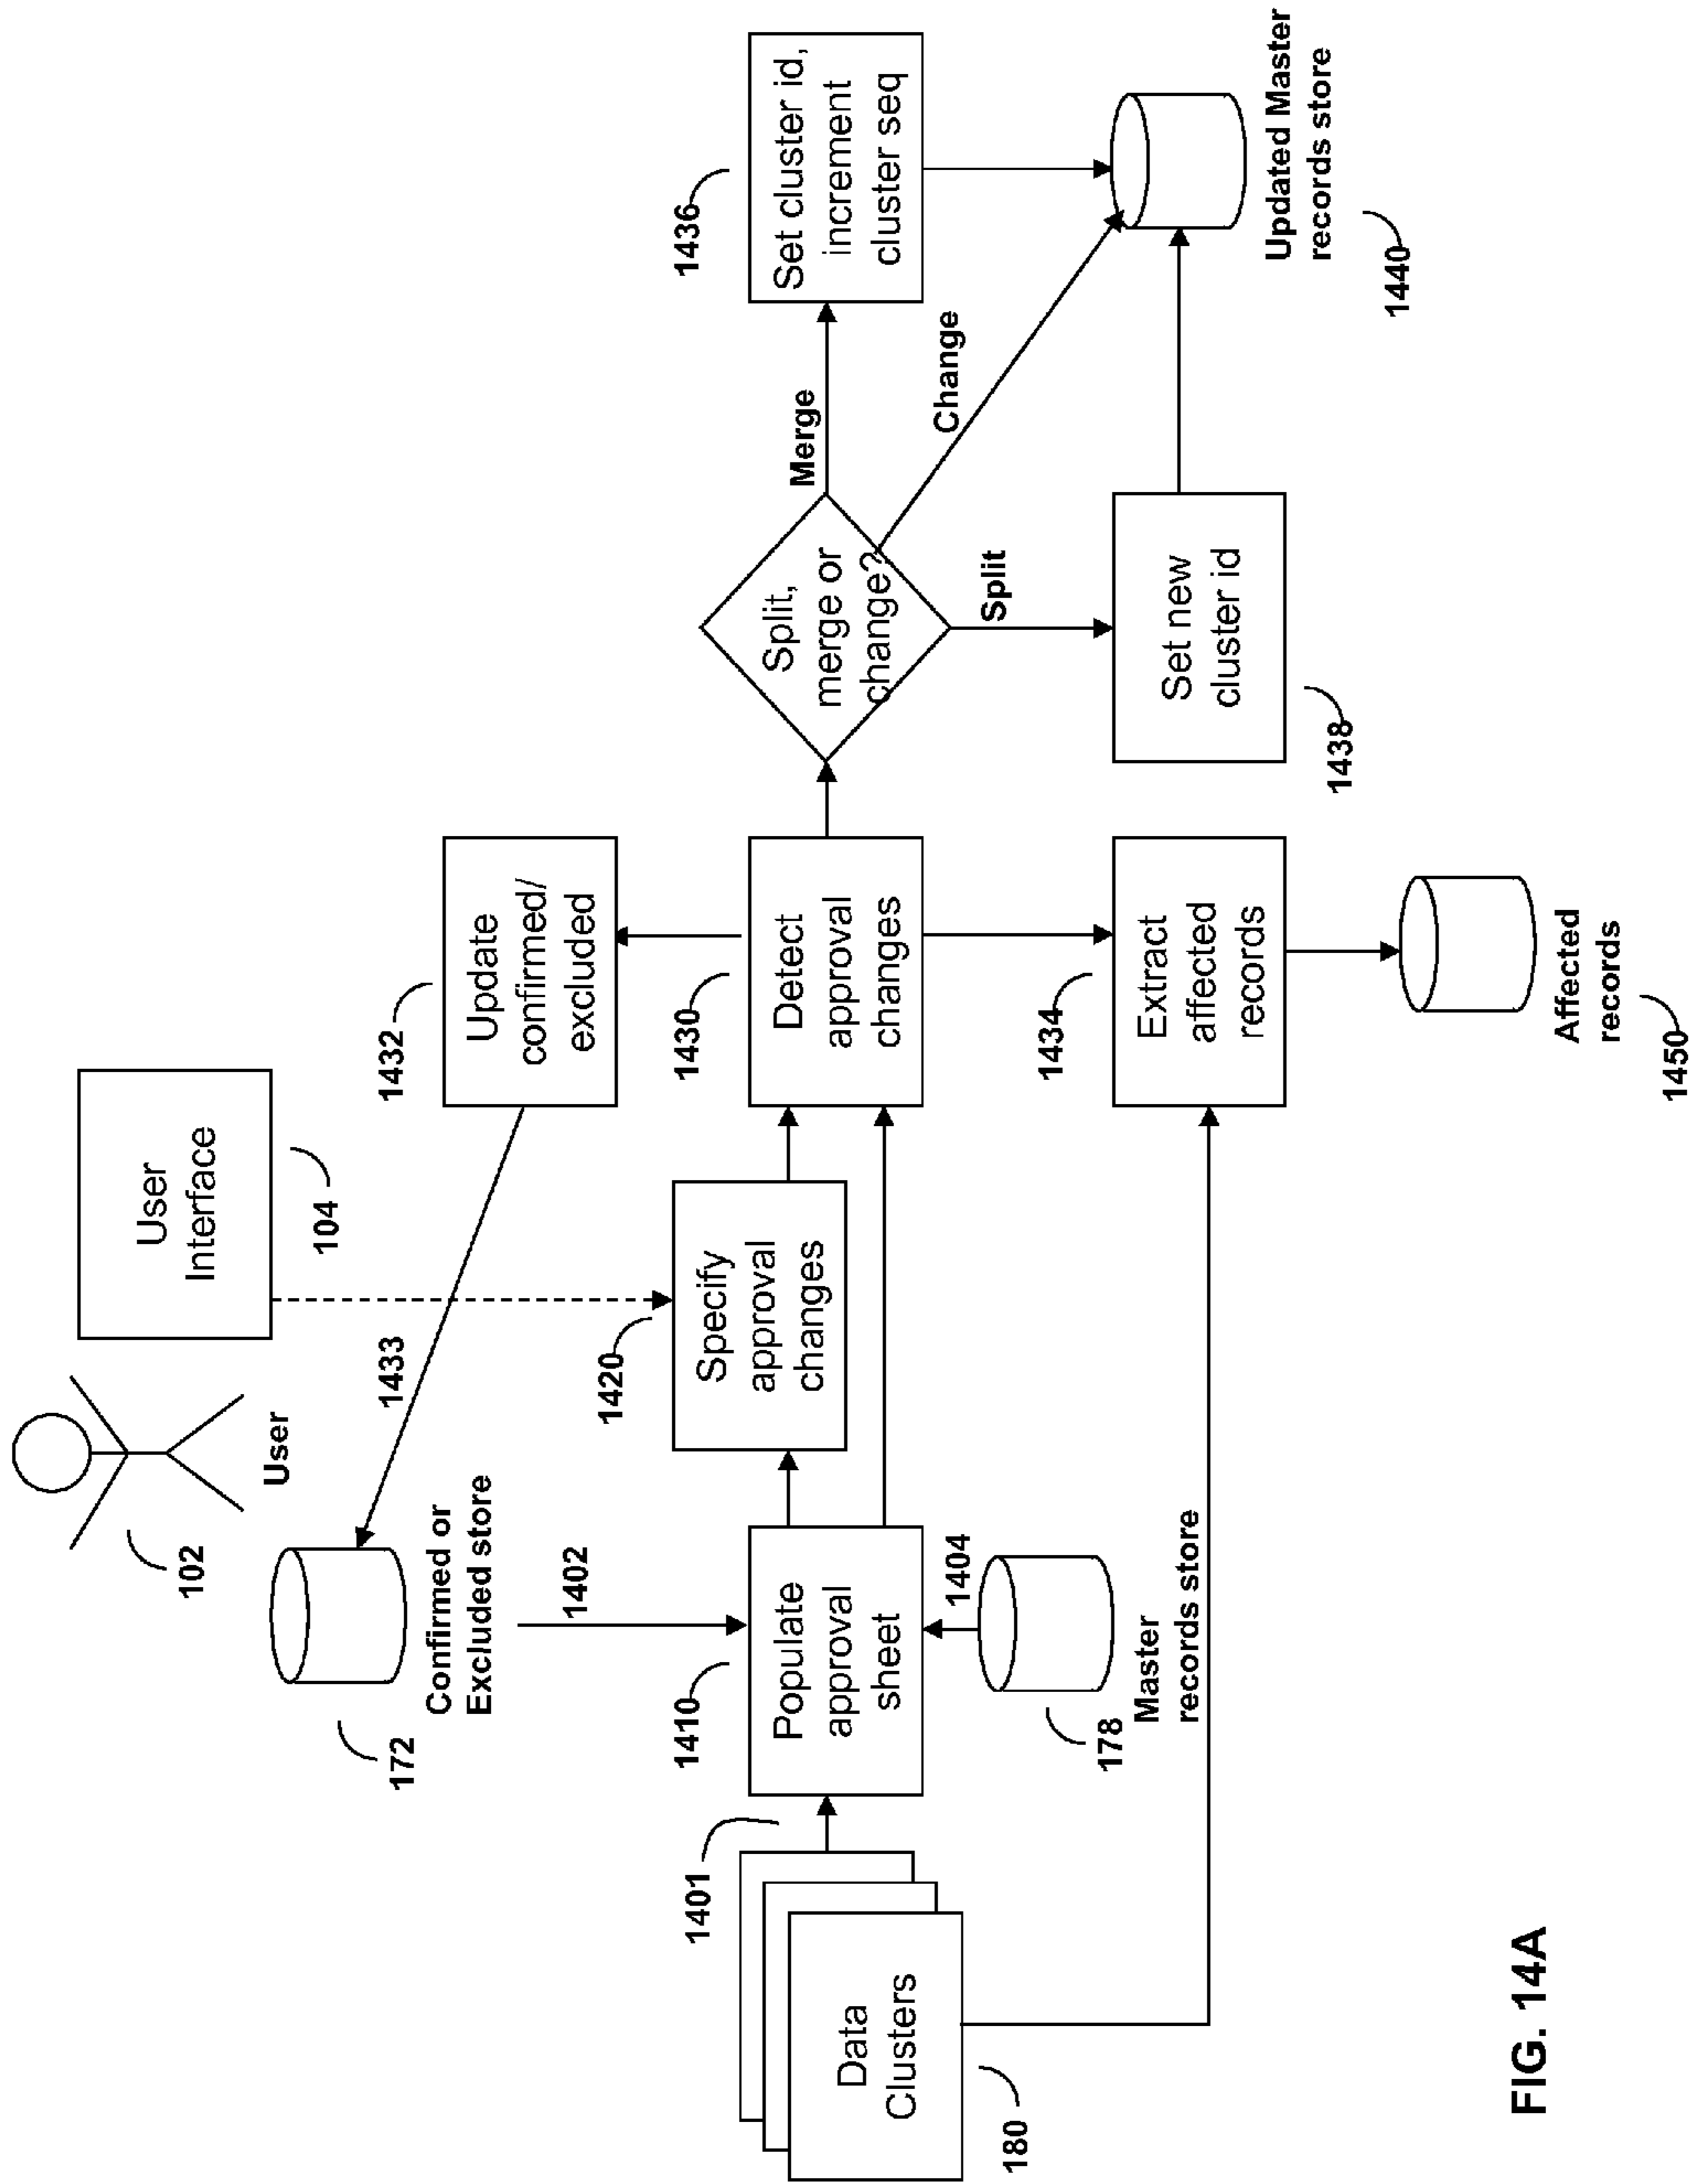 102
User
User
Interface
104
172
Confirmed or
Excluded store
1433
1432
Update
confirmed/
excluded
1402
1420
Specify
approval
changes
1401
1410
Populate
approval
sheet
1430
Detect
approval
changes
Split,
merge or
change?
Merge
1436
Set cluster id,
increment
cluster seq
Change
Split
180
Data
Clusters
1404
178
Master
records store
1434
Extract
affected
records
1438
Set new
cluster id
Updated Master
records store
1440
Affected
records
1450
FIG. 14A